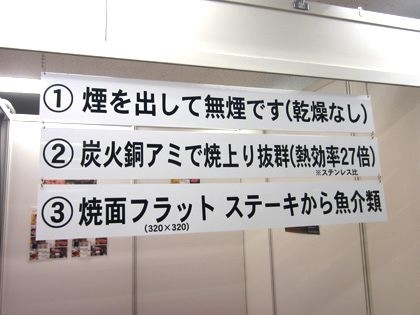 ① 煙を出して無煙です(乾燥なし)
② 炭火銅アミで焼上り抜群(熱効率27倍)
※ステンレス比
③ 焼面フラット ステーキから魚介類
(320×320)